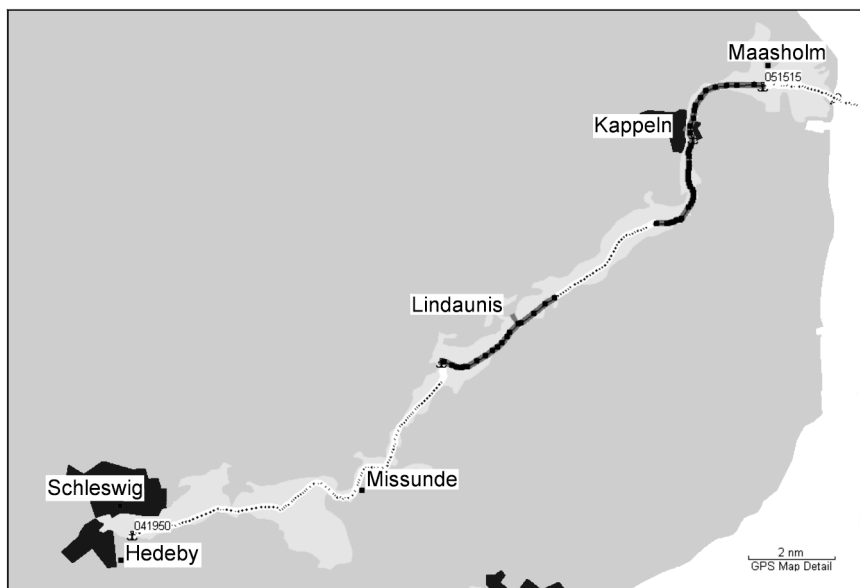 Maasholm
051515
Kappeln
Lindaunis
Missunde
Schleswig
041950
Hedeby
2 nm
GPS Map Detail